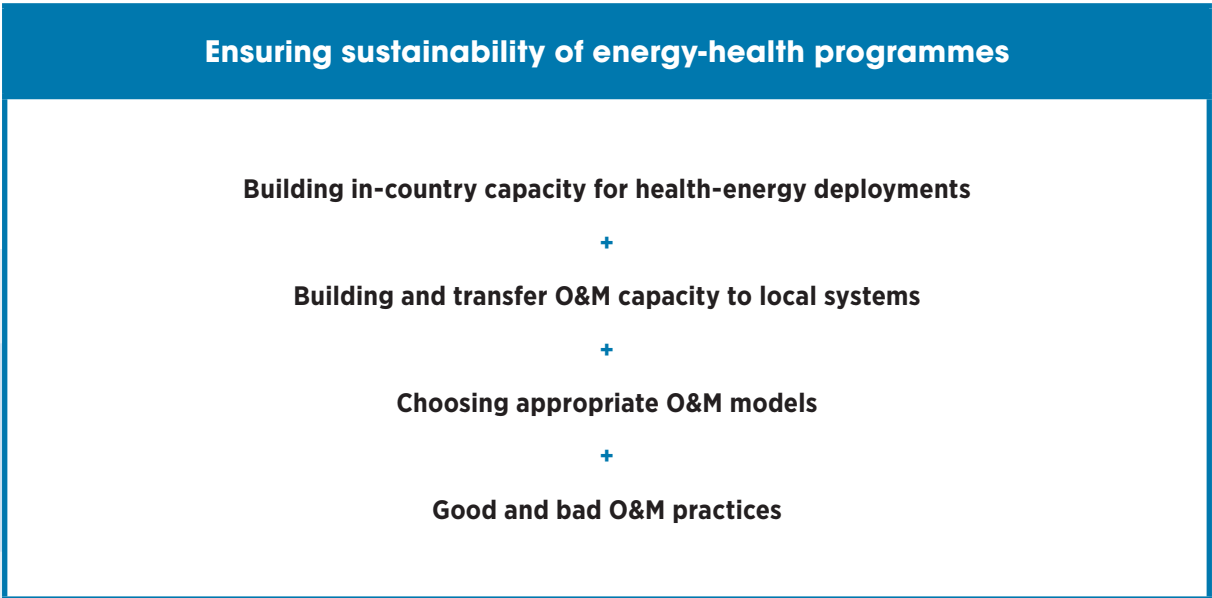 Ensuring sustainability of energy-health programmes
Building in-country capacity for health-energy deployments
+
Building and transfer O&M capacity to local systems
+
Choosing appropriate O&M models
+
Good and bad O&M practices